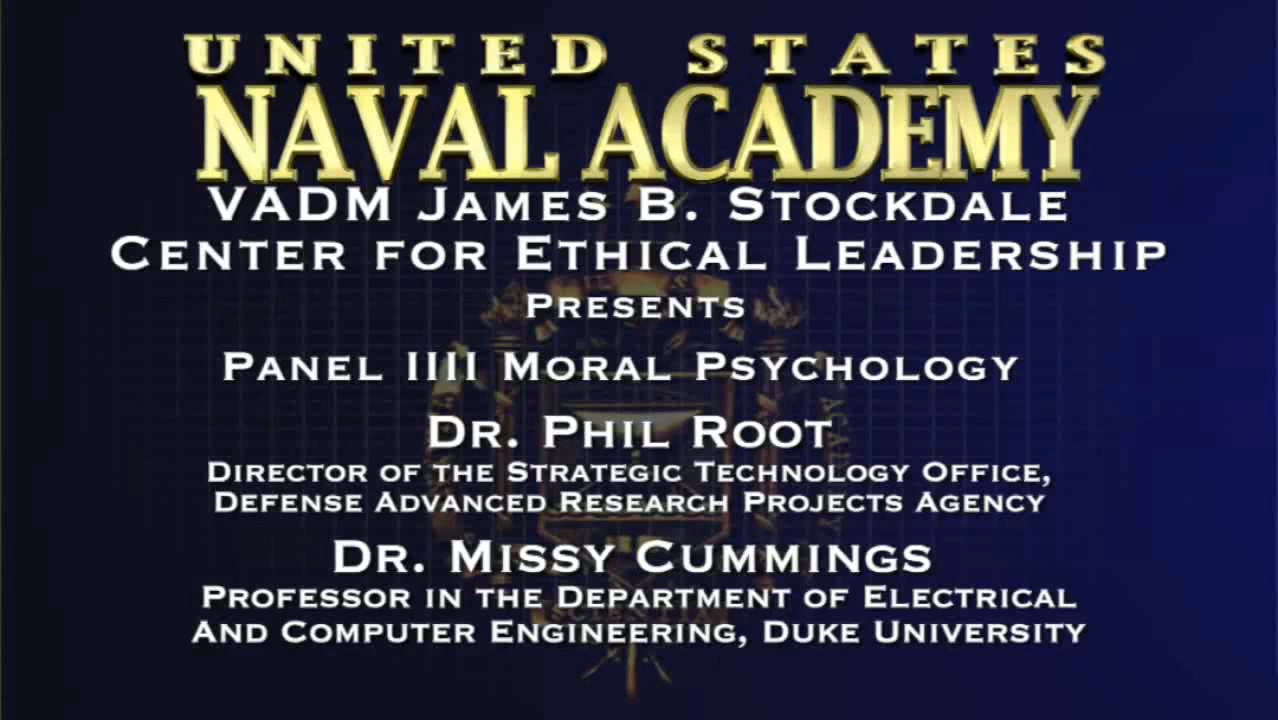 UNITED STATES
NAVAL ACADEMY
VADM JAMES B. STOCKDALE
CENTER FOR ETHICAL LEADERSHIP
PRESENTS
PANEL IIII MORAL PSYCHOLOGY
DR. PHIL ROOT
DIRECTOR OF THE STRATEGIC TECHNOLOGY OFFICE,
DEFENSE ADVANCED RESEARCH PROJECTS AGENCY
DR. MISSY CUMMINGS
PROFESSOR IN THE DEPARTMENT OF ELECTRICAL
AND COMPUTER ENGINEERING, DUKE UNIVERSITY